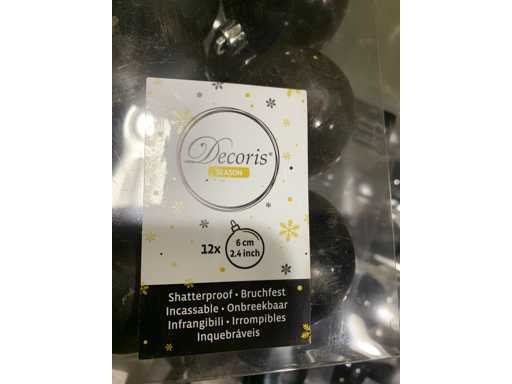 Decoris®
SEASON
12x
6 cm
2.4 inch
Shatterproof • Bruchfest
Incassable • Onbreekbaar
Infrangibili • Irrompibles
Inquebráveis